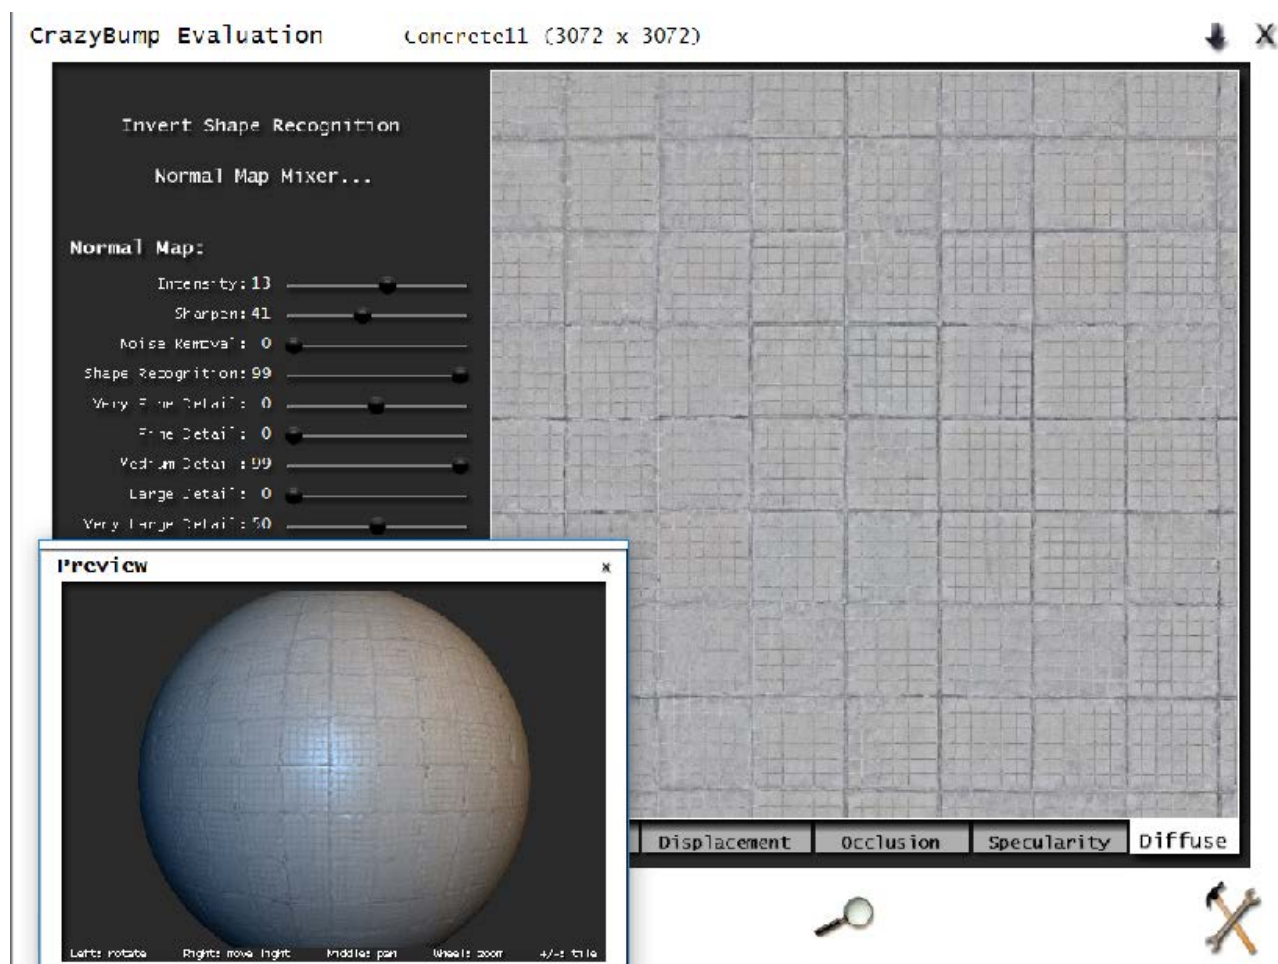 CrazyBump Evaluation
Concrete11 (3072 x 3072)
X
Invert Shape Recognition
Normal Map Mixer...
Normal Map:
Intensity: 13
Sharpen: 41
Noise Removal: 0
Shape Recognition: 99
Very Fine Detail: 0
Fine Detail: 0
Medium Detail: 99
Large Detail: 0
Very Large Detail: 50
Preview
x
Left: rotate Right: move light Middle: pan Wheel: zoom +/-: tile
Displacement
Occlusion
Specularity
Diffuse